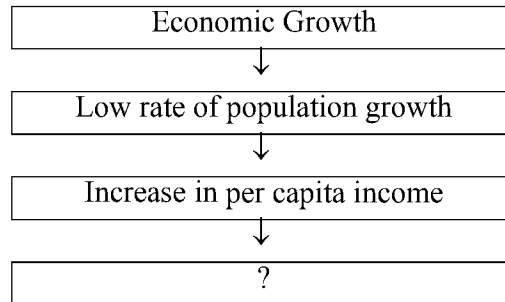 Economic Growth
↓
Low rate of population growth
↓
Increase in per capita income
↓
?